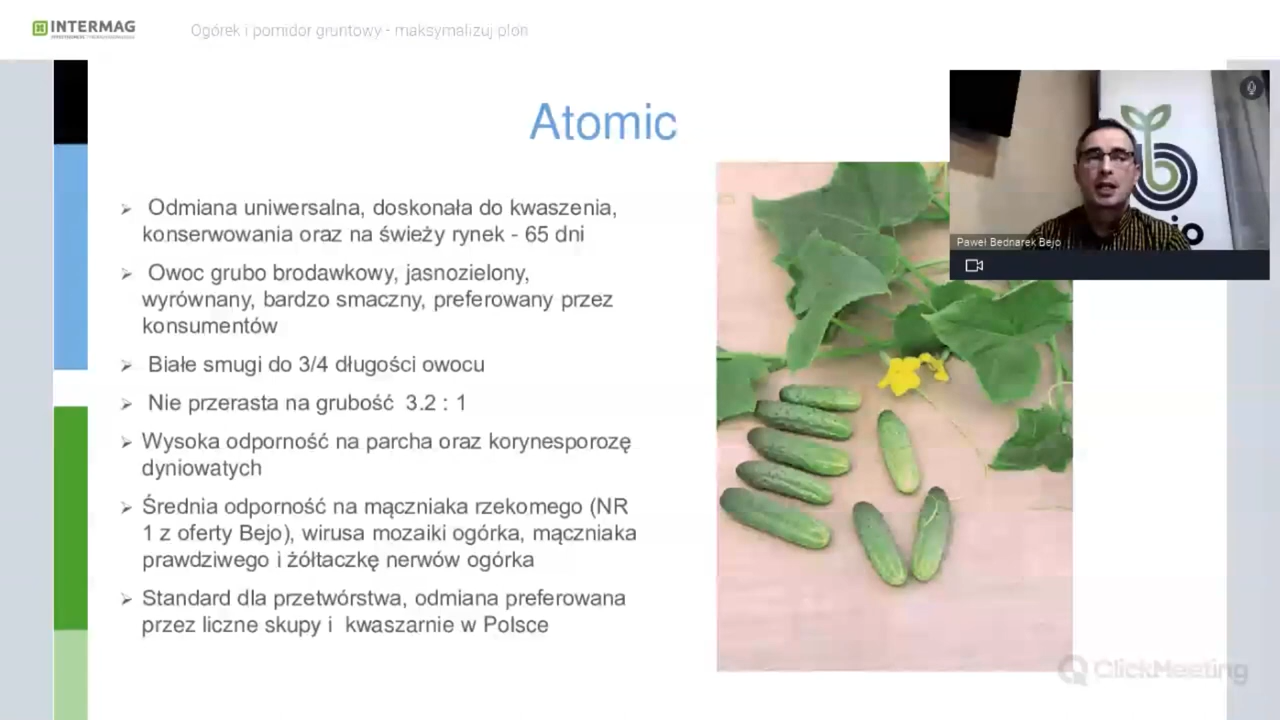 INTERMAG
Ogórek i pomidor gruntowy - maksymalizuj plon
Atomic
Odmiana uniwersalna, doskonała do kwaszenia,
konserwowania oraz na świeży rynek - 65 dni
Owoc grubo brodawkowy, jasnozielony,
wyrównany, bardzo smaczny, preferowany przez
konsumentów
Białe smugi do 3/4 długości owocu
Nie przerasta na grubość 3.2 : 1
Wysoka odporność na parcha oraz korynesporozę
dyniowatych
Średnia odporność na mączniaka rzekomego (NR
1 z oferty Bejo), wirusa mozaiki ogórka, mączniaka
prawdziwego i żółtaczkę nerwów ogórka
Standard dla przetwórstwa, odmiana preferowana
przez liczne skupy i kwaszarnie w Polsce
Paweł Bednarek Bejo
ClickMeeting